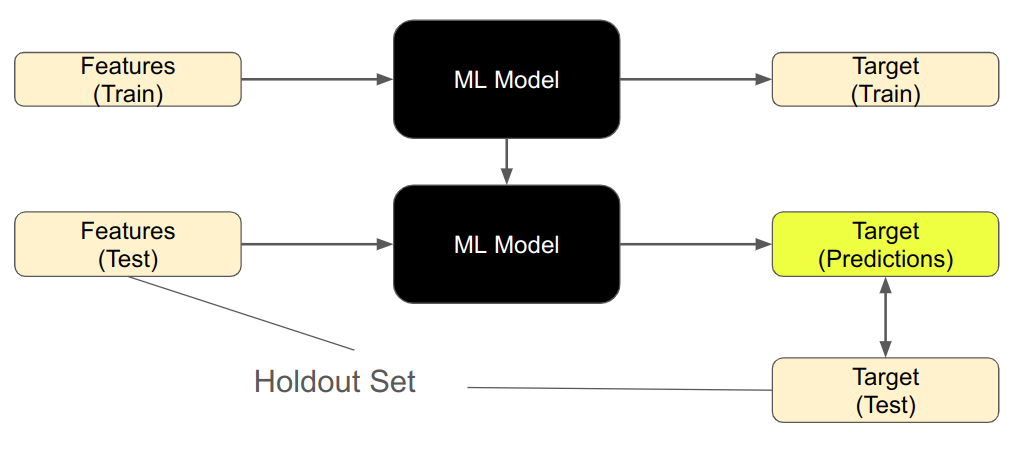 Features
(Train)
ML Model
Target
(Train)
Features
(Test)
ML Model
Target
(Predictions)
Holdout Set
Target
(Test)